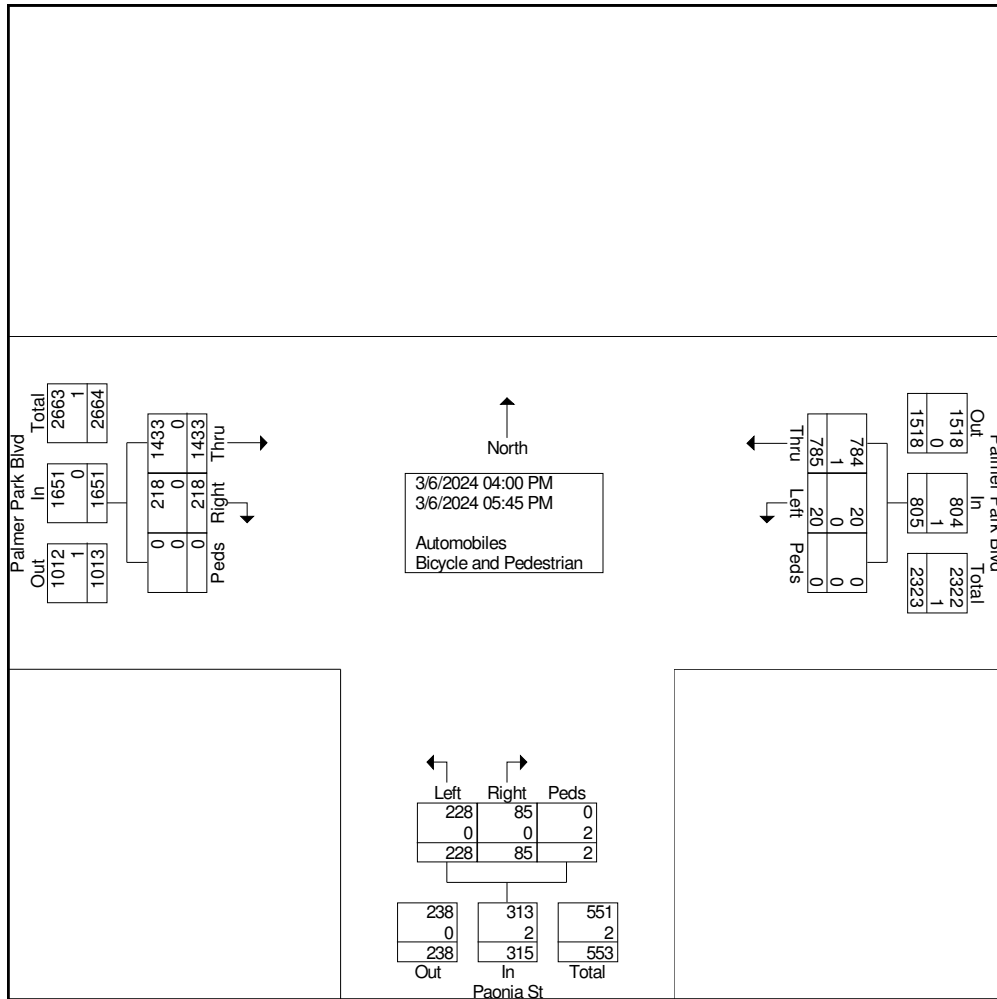 Palmer Park Blvd
Out In Total
1012 1651 2663
1 0 1
1013 1651 2664
0 218 1433
0 0 0
0 218 1433
Peds Right Thru
North
3/6/2024 04:00 PM
3/6/2024 05:45 PM
Automobiles
Bicycle and Pedestrian
Palmer Park Blvd
Out In Total
1518 804 2322
0 1 1
1518 805 2323
784 20 0
1 0 0
785 20 0
Thru Left Peds
Left Right Peds
228 85 0
0 0 2
228 85 2
238 313 551
0 2 2
238 315 553
Out In Total
Paonia St